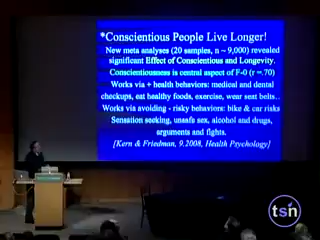 *Conscientious People Live Longer!
New meta analyses (20 samples, n ~ 9,000) revealed
significant Effect of Conscientious and Longevity.
Conscientiousness is central aspect of F-0 (r = .70)
Works via + health behaviors: medical and dental
checkups, eat healthy foods, exercise, wear seat belts..
Works via avoiding - risky behaviors: bike & car risks
Sensation seeking, unsafe sex, alcohol and drugs,
arguments and fights.
[Kern & Friedman, 9.2008, Health Psychology]
tsn